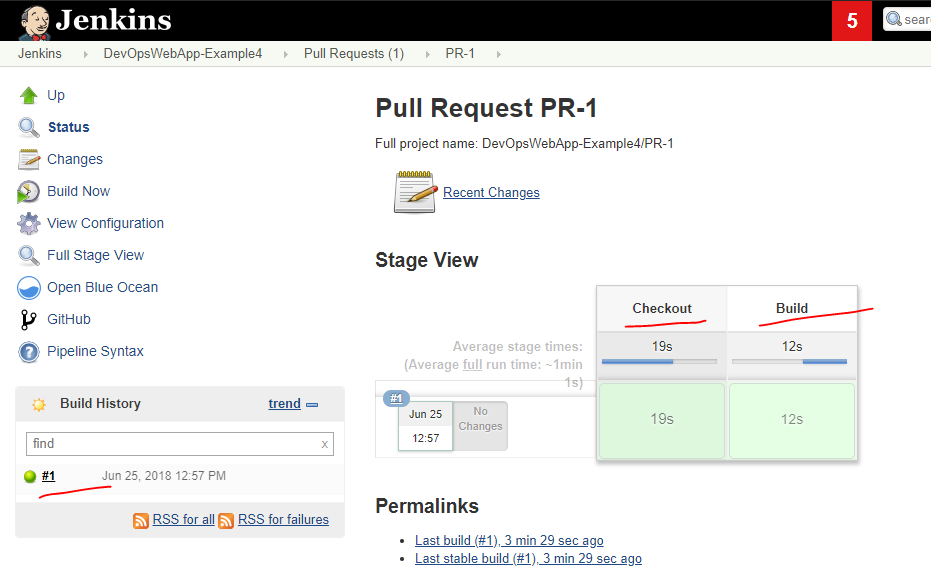 Jenkins
5
sear
Jenkins DevOpsWebApp-Example4 Pull Requests (1) PR-1
Up
Status
Changes
Build Now
View Configuration
Full Stage View
Open Blue Ocean
GitHub
Pipeline Syntax
Build History
trend
find
x
#1 Jun 25, 2018 12:57 PM
RSS for all RSS for failures
Pull Request PR-1
Full project name: DevOpsWebApp-Example4/PR-1
Recent Changes
Stage View
Checkout Build
Average stage times: 19s 12s
(Average full run time: ~1min
1s)
#1
Jun 25
12:57
No
Changes
19s 12s
Permalinks
Last build (#1), 3 min 29 sec ago
Last stable build (#1), 3 min 29 sec ago